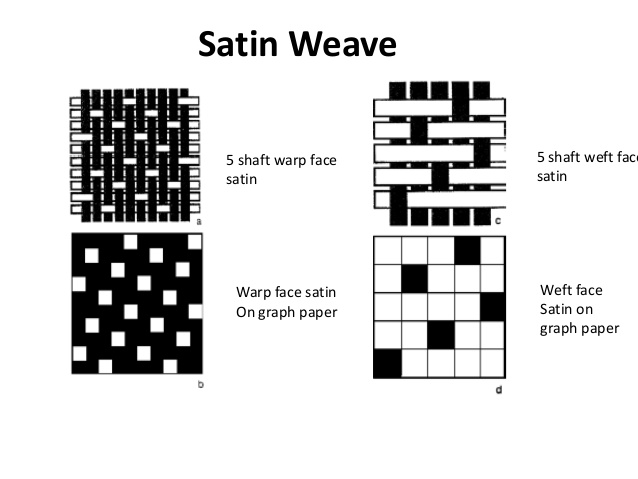 Satin Weave
5 shaft warp face
satin
5 shaft weft fac
satin
a
c
Warp face satin
On graph paper
Weft face
Satin on
graph paper
b
d